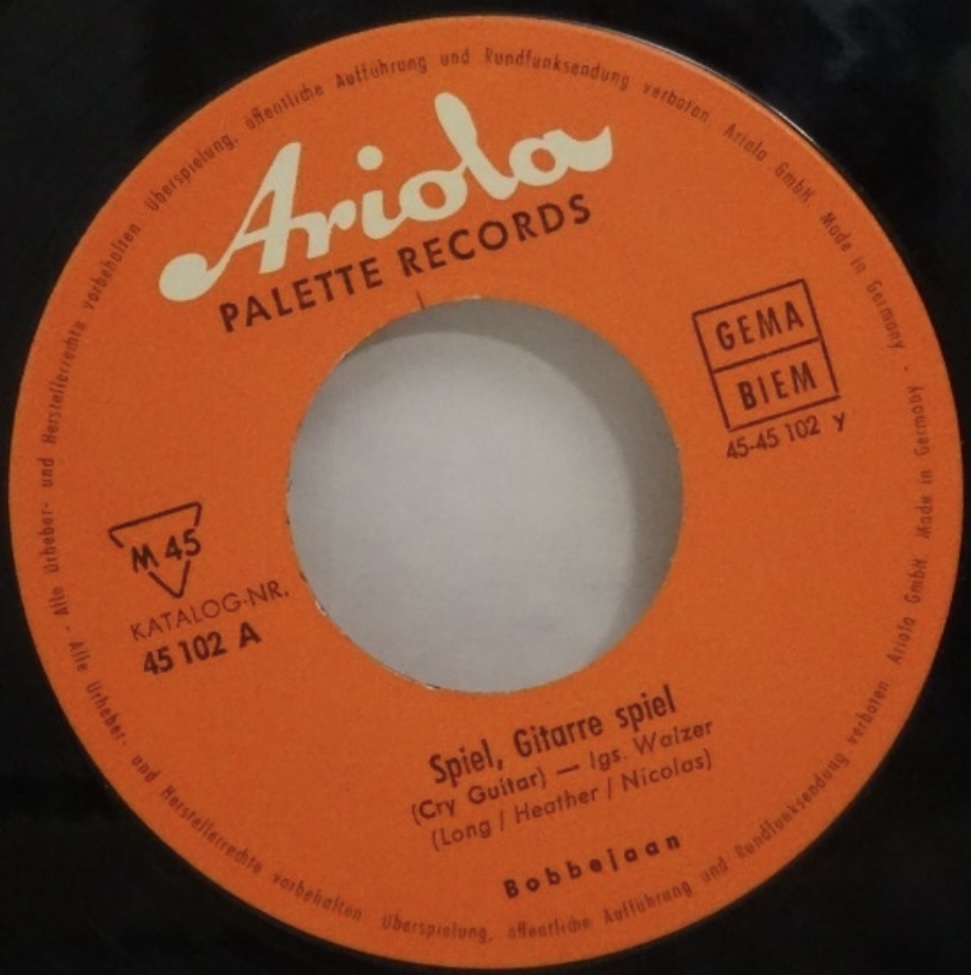 Alle Urheber- und Herstellerrechte vorbehalten Überspielung, öffentliche Aufführung und Rundfunksendung verboten Ariola GmbH. Made in Germany .
Ariola
PALETTE RECORDS
GEMA
BIEM
45-45 102 y
M 45
KATALOG-NR.
45 102 A
Spiel, Gitarre spiel
(Cry Guitar) — lgs. Walzer
(Long / Heather / Nicolas)
Bobbejaan
Alle Urheber- und Herstellerrechte vorbehalten Überspielung, öffentliche Aufführung und Rundfunksendung verboten Ariola GmbH Made in Germany